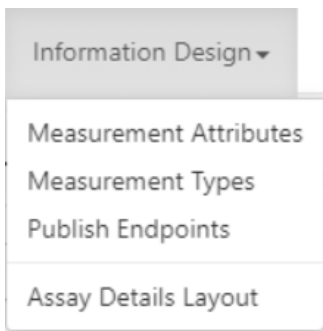 Information Design
Measurement Attributes
Measurement Types
Publish Endpoints
Assay Details Layout